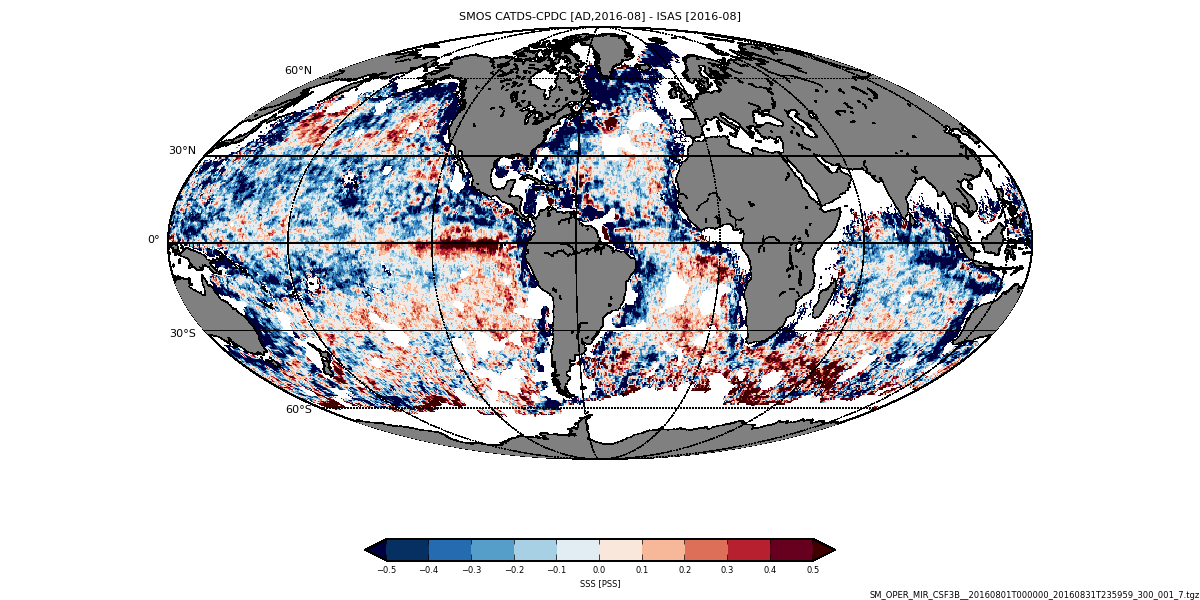 SMOS CATDS-CPDC [AD,2016-08] - ISAS [2016-08]
60°N
30°N
0°
30°S
60°S
−0.5 −0.4 −0.3 −0.2 −0.1 0.0 0.1 0.2 0.3 0.4 0.5
SSS [PSS]
SM_OPER_MIR_CSF3B__20160801T000000_20160831T235959_300_001_7.tgz